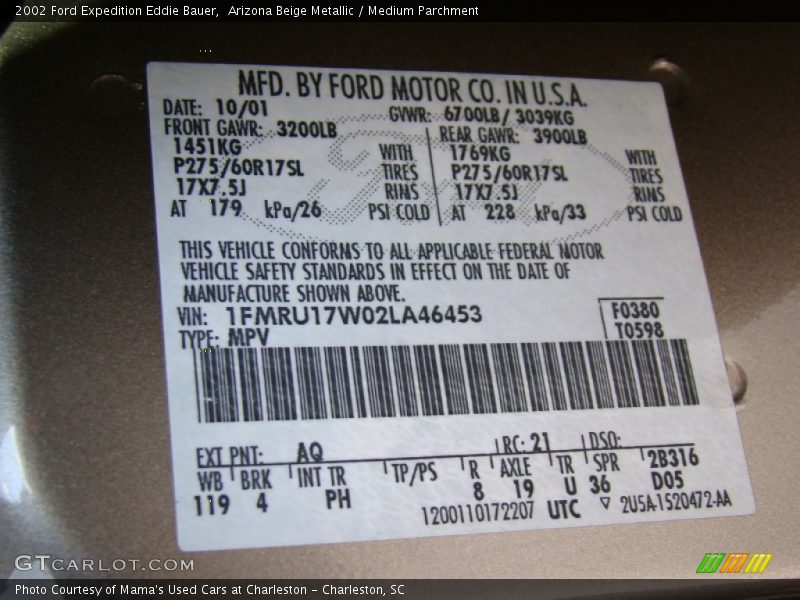 2002 Ford Expedition Eddie Bauer,  Arizona Beige Metallic / Medium Parchment
MFD. BY FORD MOTOR CO. IN U.S.A.
DATE: 10/01 GVWR: 6700LB/ 3039KG
FRONT GAWR: 3200LB REAR GAWR: 3900LB
1451KG WITH 1769KG WITH
P275/60R17SL TIRES P275/60R17SL TIRES
17X7.5J RINS 17X7.5J RINS
AT 179 kPa/26 PSI COLD AT 228 kPa/33 PSI COLD
Ford
THIS VEHICLE CONFORMS TO ALL APPLICABLE FEDERAL MOTOR
VEHICLE SAFETY STANDARDS IN EFFECT ON THE DATE OF
MANUFACTURE SHOWN ABOVE.
VIN: 1FMRU17W02LA46453 F0380
TYPE: MPV T0598
EXT PNT: AQ RC: 21 DSO:
WB BRK INT TR TP/PS R AXLE TR SPR 2B316
119 4 PH 8 19 U 36 D05
1200110172207 UTC ▽ 2U5A-1520472-AA
GTCARLOT.COM
Photo Courtesy of Mama's Used Cars at Charleston - Charleston, SC